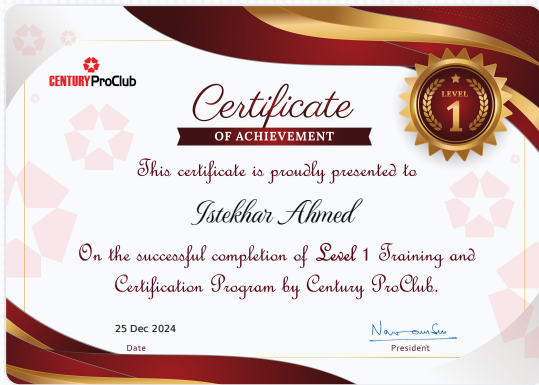 CENTURY ProClub
Certificate
OF ACHIEVEMENT
LEVEL
1
This certificate is proudly presented to
Istekhar Ahmed
On the successful completion of Level 1 Training and
Certification Program by Century ProClub.
25 Dec 2024
Date
President